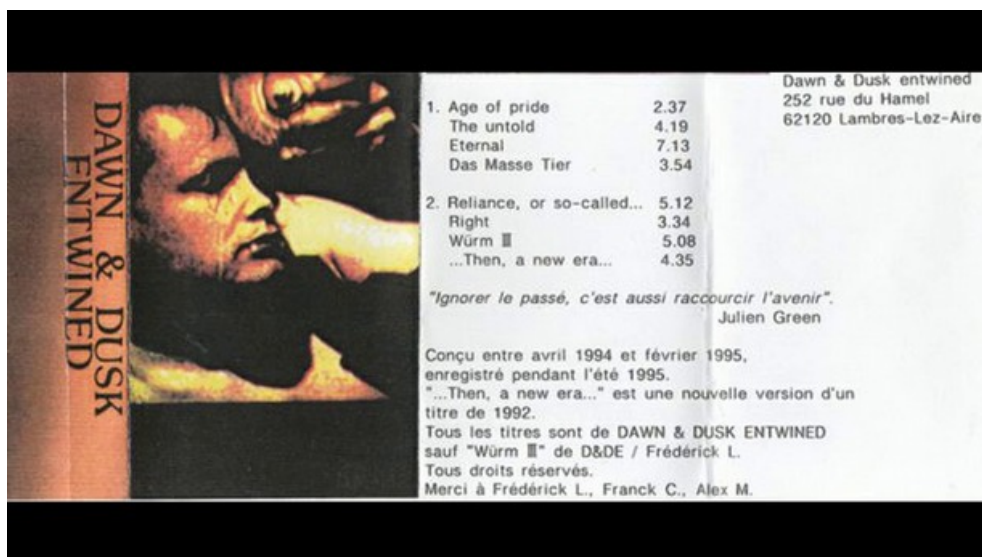 DAWN & DUSK
ENTWINED
1. Age of pride 2.37
The untold 4.19
Eternal 7.13
Das Masse Tier 3.54
2. Reliance, or so-called... 5.12
Right 3.34
Würm III 5.08
...Then, a new era... 4.35
"Ignorer le passé, c'est aussi raccourcir l'avenir".
Julien Green
Conçu entre avril 1994 et février 1995,
enregistré pendant l'été 1995.
"...Then, a new era..." est une nouvelle version d'un
titre de 1992.
Tous les titres sont de DAWN & DUSK ENTWINED
sauf "Würm III" de D&DE / Frédérick L.
Tous droits réservés.
Merci à Frédérick L., Franck C., Alex M.
Dawn & Dusk entwined
252 rue du Hamel
62120 Lambres-Lez-Aire